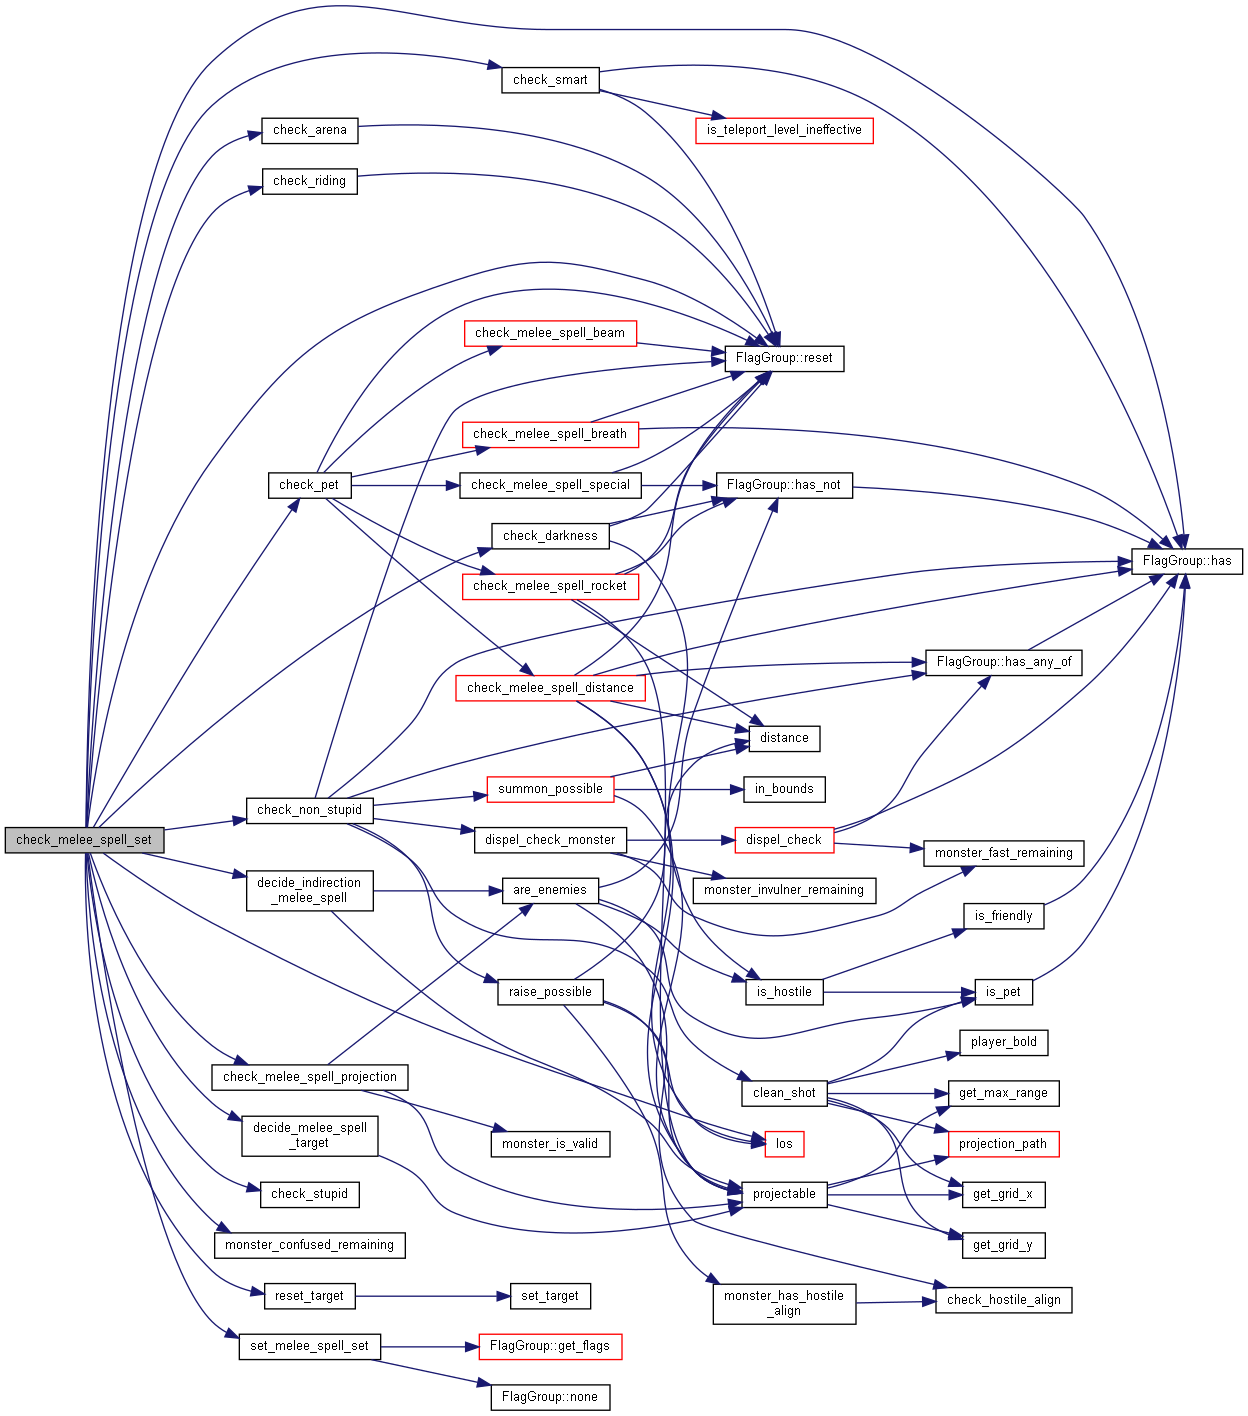 check_smart
is_teleport_level_ineffective
check_arena
check_riding
check_melee_spell_beam
FlagGroup::reset
check_melee_spell_breath
check_pet
check_melee_spell_special
FlagGroup::has_not
check_darkness
FlagGroup::has
check_melee_spell_rocket
FlagGroup::has_any_of
check_melee_spell_distance
distance
summon_possible
in_bounds
check_non_stupid
check_melee_spell_set
dispel_check_monster
dispel_check
monster_fast_remaining
decide_indirection
_melee_spell
are_enemies
monster_invulner_remaining
is_friendly
raise_possible
is_hostile
is_pet
player_bold
check_melee_spell_projection
clean_shot
get_max_range
decide_melee_spell
_target
monster_is_valid
los
projection_path
check_stupid
projectable
get_grid_x
monster_confused_remaining
get_grid_y
reset_target
set_target
monster_has_hostile
_align
check_hostile_align
set_melee_spell_set
FlagGroup::get_flags
FlagGroup::none